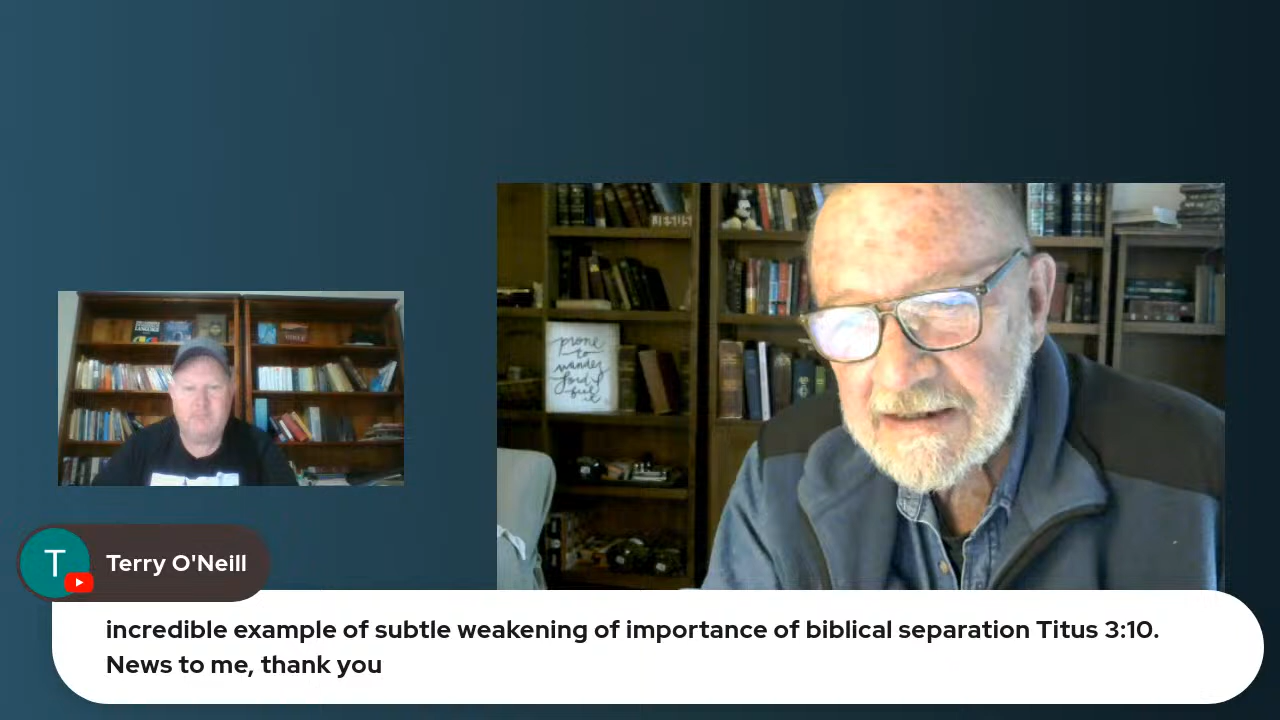 JESUS
prone
to
wander
Lord I
feel
it
T
Terry O'Neill
incredible example of subtle weakening of importance of biblical separation Titus 3:10.
News to me, thank you